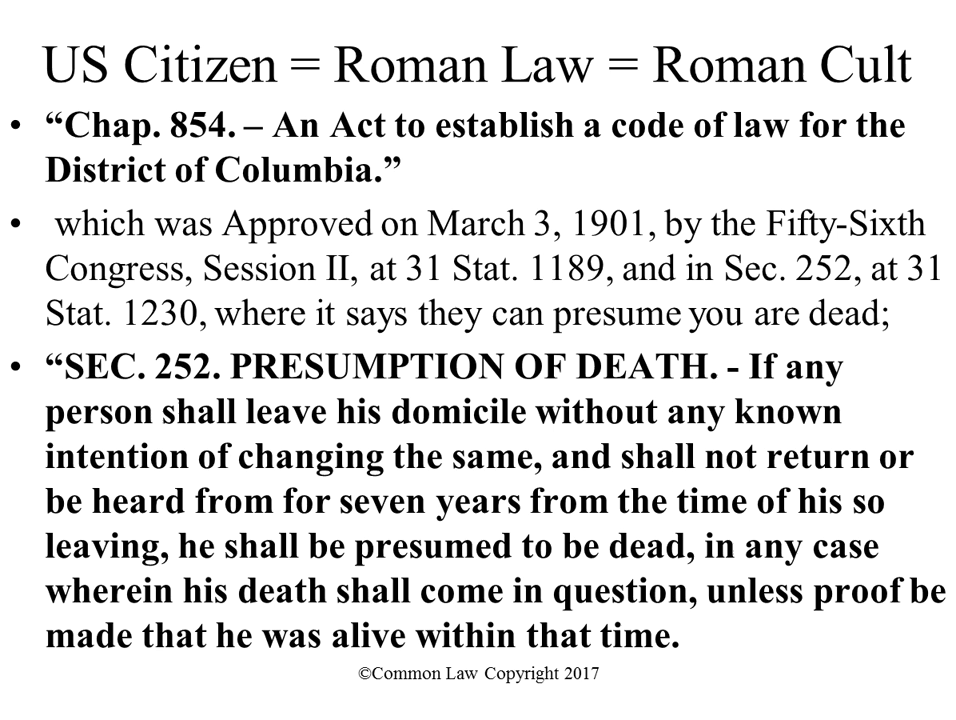 US Citizen = Roman Law = Roman Cult
• “Chap. 854. – An Act to establish a code of law for the
District of Columbia.”
• which was Approved on March 3, 1901, by the Fifty-Sixth
Congress, Session II, at 31 Stat. 1189, and in Sec. 252, at 31
Stat. 1230, where it says they can presume you are dead;
• “SEC. 252. PRESUMPTION OF DEATH. - If any
person shall leave his domicile without any known
intention of changing the same, and shall not return or
be heard from for seven years from the time of his so
leaving, he shall be presumed to be dead, in any case
wherein his death shall come in question, unless proof be
made that he was alive within that time.
©Common Law Copyright 2017